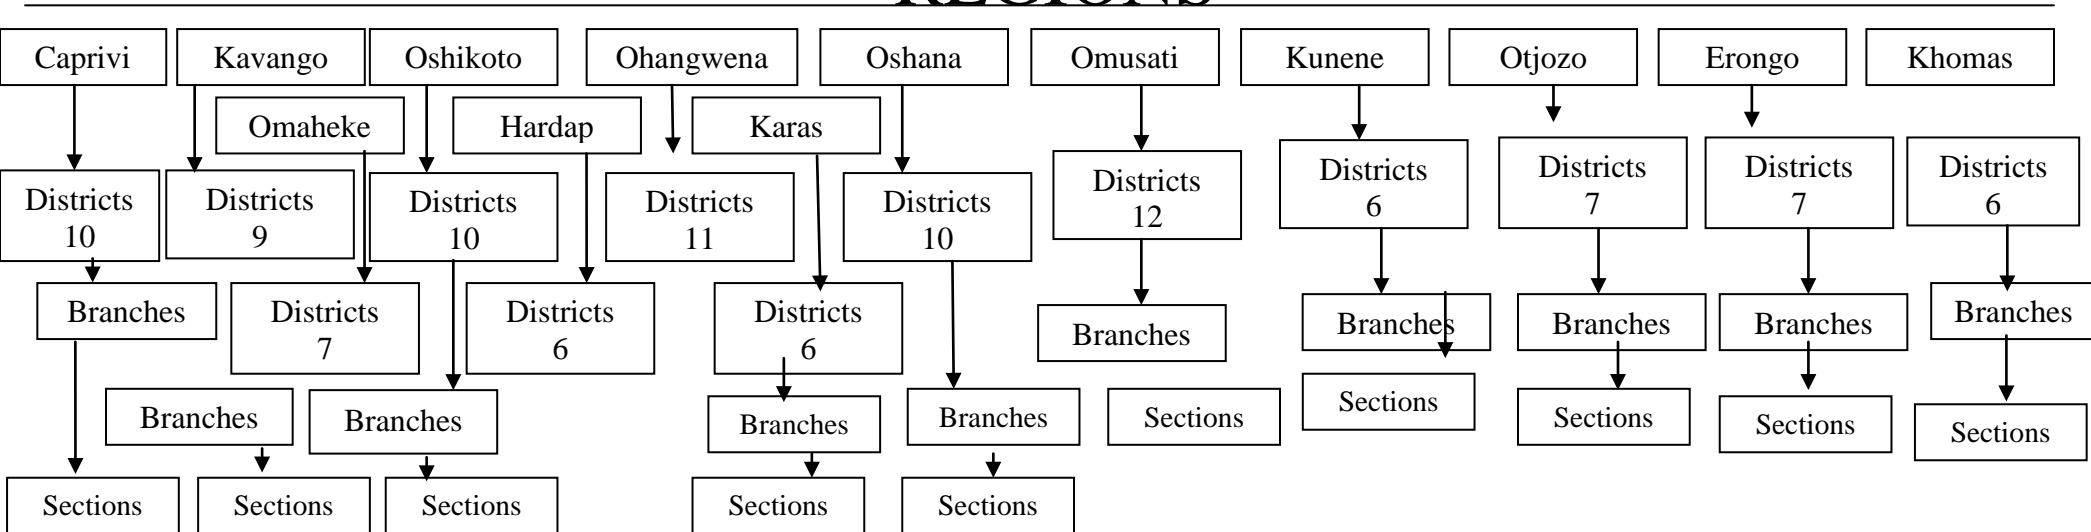 REGIONS
Caprivi
Kavango
Oshikoto
Ohangwena
Oshana
Omusati
Kunene
Otjozo
Erongo
Khomas
Omaheke
Hardap
Karas
Districts
10
Districts
9
Districts
10
Districts
11
Districts
10
Districts
12
Districts
6
Districts
7
Districts
7
Districts
6
Branches
Districts
7
Districts
6
Districts
6
Branches
Branches
Branches
Branches
Branches
Branches
Branches
Branches
Branches
Sections
Sections
Sections
Sections
Sections
Sections
Sections
Sections
Sections
Sections